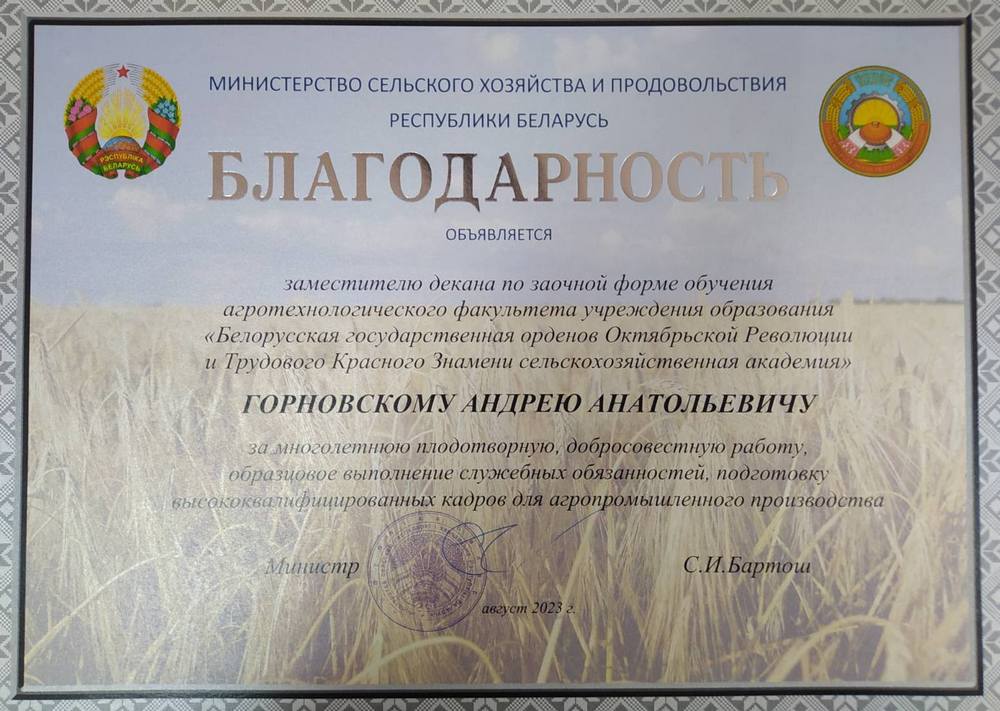 МИНИСТЕРСТВО СЕЛЬСКОГО ХОЗЯЙСТВА И ПРОДОВОЛЬСТВИЯ
РЕСПУБЛИКИ БЕЛАРУСЬ
РЭСПУБЛІКА
БЕЛАРУСЬ
БЛАГОДАРНОСТЬ
ОБЪЯВЛЯЕТСЯ
заместителю декана по заочной форме обучения
агротехнологического факультета учреждения образования
«Белорусская государственная орденов Октябрьской Революции
и Трудового Красного Знамени сельскохозяйственная академия»
ГОРНОВСКОМУ АНДРЕЮ АНАТОЛЬЕВИЧУ
за многолетнюю плодотворную, добросовестную работу,
образцовое выполнение служебных обязанностей, подготовку
высококвалифицированных кадров для агропромышленного производства
Министр
С.И.Бартош
август 2023 г.